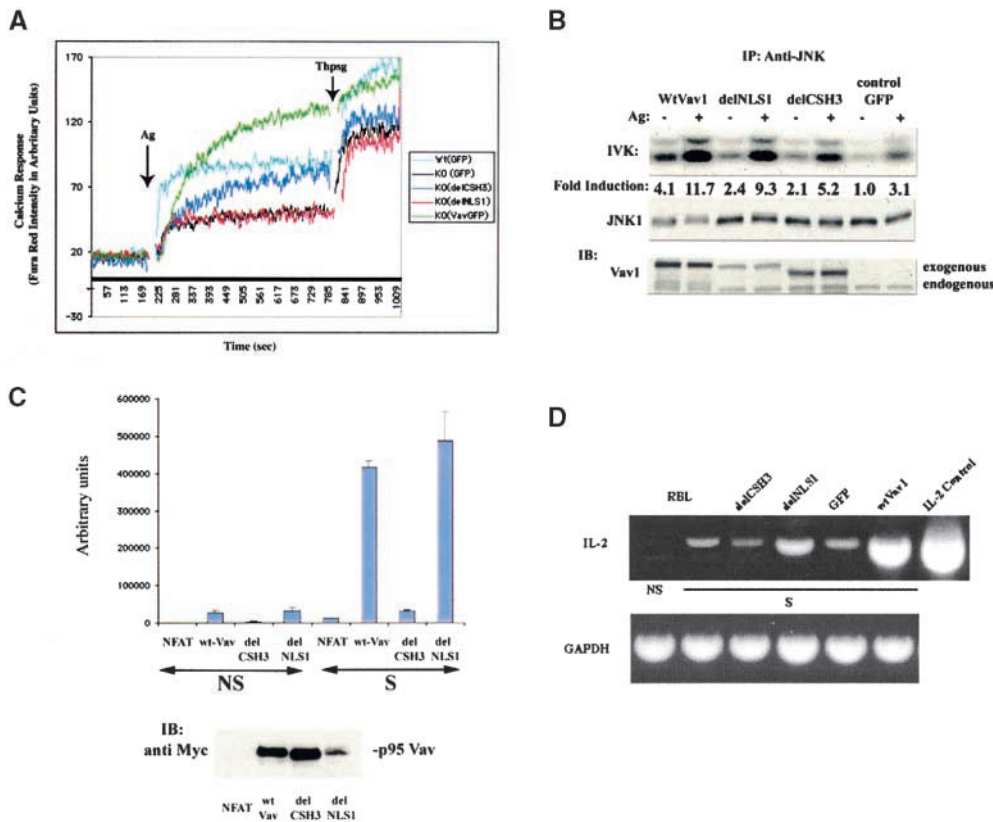 A
Calcium Response
(Fura Red Intensity in Arbritary Units)
170
120
70
20
-30
Ag
Thpsg
Wt(GFP)
KO (GFP)
KO(delCSH3)
KO(delNLS1)
KO(VavGFP)
1 57 113 169 225 281 337 393 449 505 561 617 673 729 785 841 897 953 1009
Time (sec)
B
IP: Anti-JNK
WtVav1 delNLS1 delCSH3 control GFP
Ag: - + - + - + - +
IVK:
Fold Induction: 4.1 11.7 2.4 9.3 2.1 5.2 1.0 3.1
JNK1
IB:
Vav1
exogenous
endogenous
C
Arbitrary units
600000
500000
400000
300000
200000
100000
0
NFAT wt-Vav del CSH3 del NLS1 NFAT wt-Vav del CSH3 del NLS1
NS S
IB:
anti Myc
-p95 Vav
NFAT wt Vav del CSH3 del NLS1
D
RBL delCSH3 delNLS1 GFP wtVav1 IL-2 Control
IL-2
NS
S
GAPDH